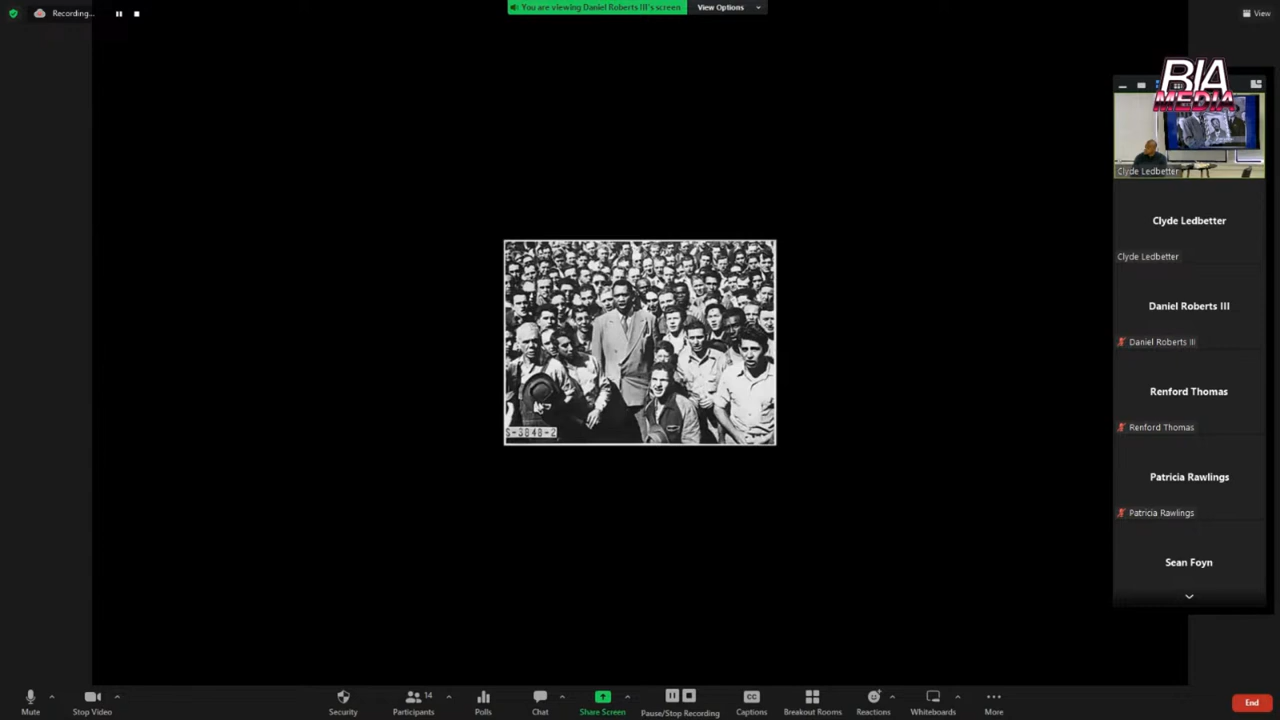 Recording...
You are viewing Daniel Roberts III's screen
View Options
View
BIA
MEDIA
Clyde Ledbetter
Clyde Ledbetter
Clyde Ledbetter
Daniel Roberts III
Daniel Roberts III
Renford Thomas
Renford Thomas
Patricia Rawlings
Patricia Rawlings
Sean Foyn
S-3848-2
Mute
Stop Video
Security
Participants
14
Polls
Chat
Share Screen
Pause/Stop Recording
CC
Captions
Breakout Rooms
Reactions
Whiteboards
More
End